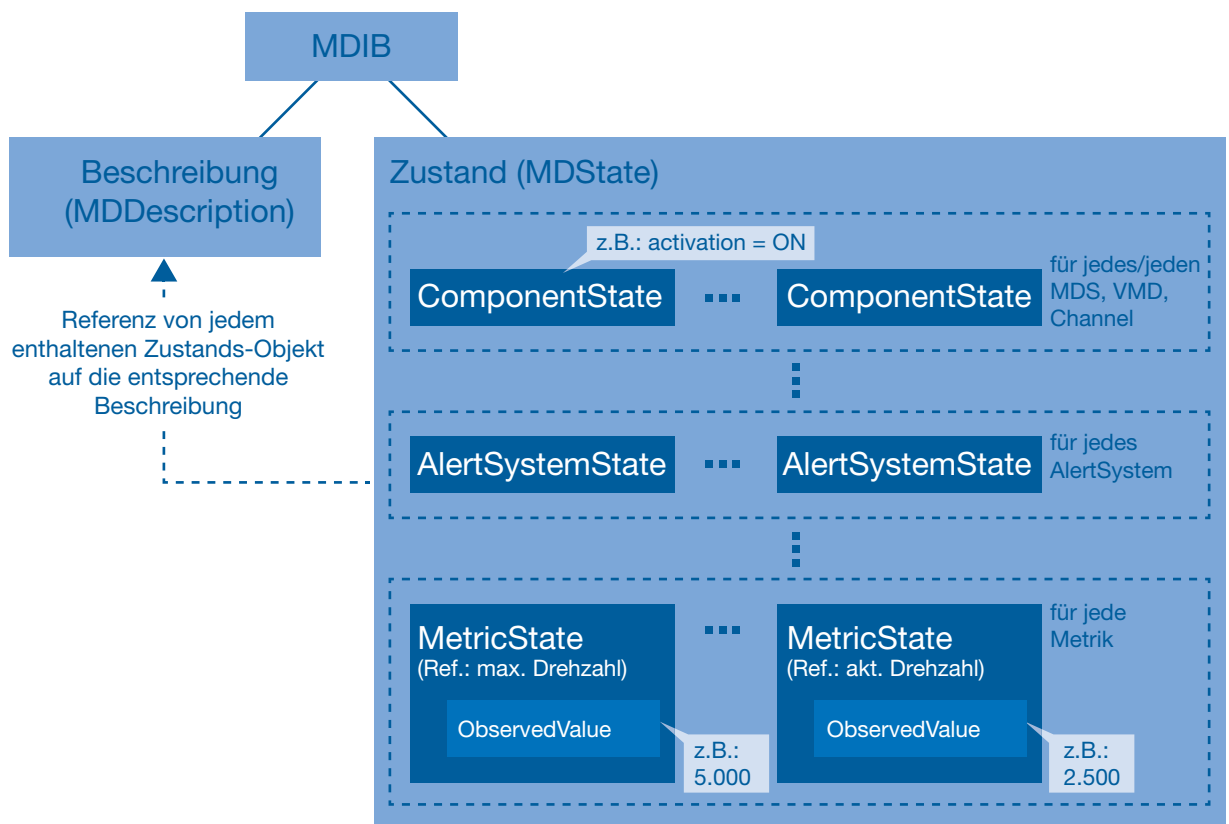 MDIB
Beschreibung
(MDDescription)
Referenz von jedem
enthaltenen Zustands-Objekt
auf die entsprechende
Beschreibung
Zustand (MDState)
z.B.: activation = ON
ComponentState
ComponentState
für jedes/jeden
MDS, VMD,
Channel
AlertSystemState
AlertSystemState
für jedes
AlertSystem
MetricState
(Ref.: max. Drehzahl)
ObservedValue
z.B.:
5.000
MetricState
(Ref.: akt. Drehzahl)
ObservedValue
z.B.:
2.500
für jede
Metrik